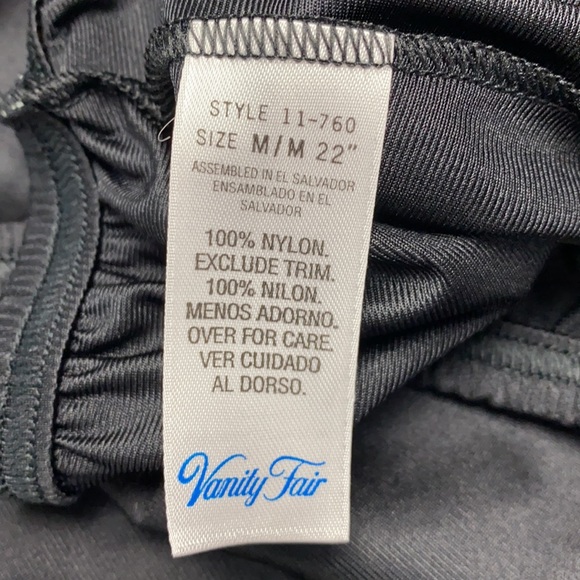 STYLE 11-760
SIZE M/M 22"
ASSEMBLED IN EL SALVADOR
ENSAMBLADO EN EL
SALVADOR
100% NYLON.
EXCLUDE TRIM.
100% NILON.
MENOS ADORNO.
OVER FOR CARE.
VER CUIDADO
AL DORSO.
Vanity Fair